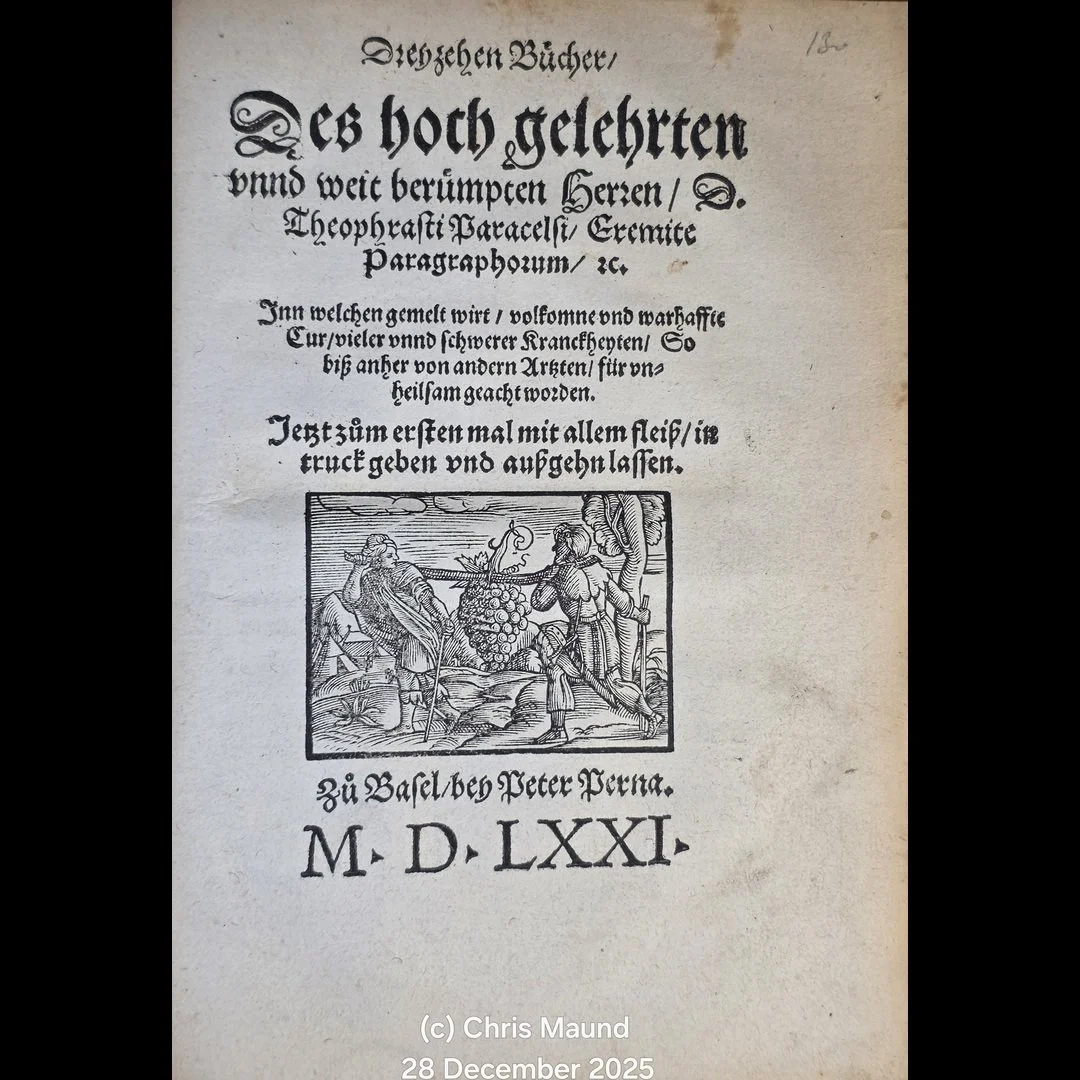 Dreyzehen Bücher/
Des hoch gelehrten
vnnd weit berümpten Herren/ D.
Theophrasti Paracelsi/ Eremite
Paragraphorum/ ꝛc.
Inn welchen gemelt wirt / volkomne vnd warhaffte
Cur/vieler vnnd schwerer Kranckheyten/ So
biß anher von andern Artzten/ für vn⸗
heilsam geacht worden.
Jetzt zům ersten mal mit allem fleiß/ in
truck geben vnd außgehn lassen.
Zů Basel/bey Peter Perna.
M. D. LXXI.
(c) Chris Maund
28 December 2025